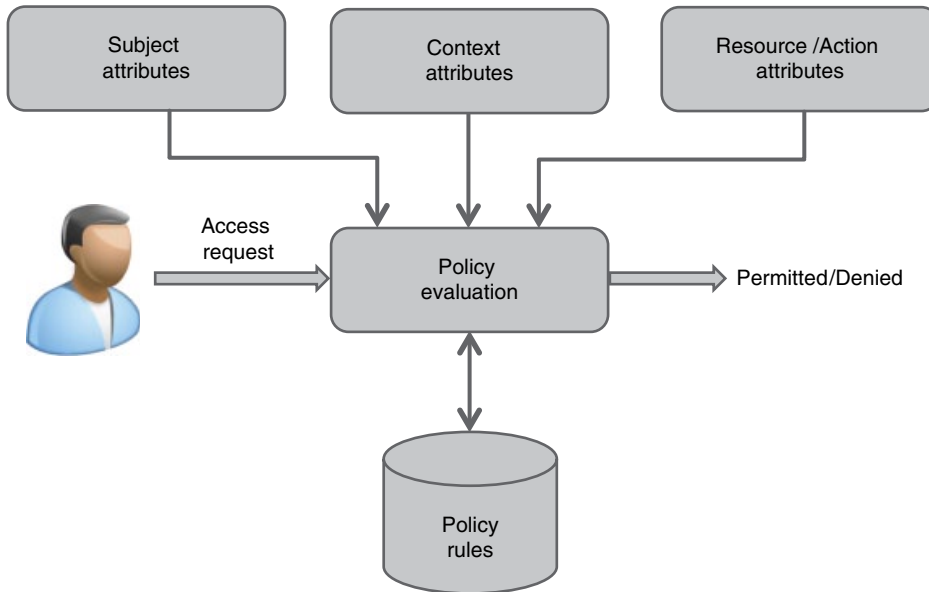 Subject
attributes
Context
attributes
Resource /Action
attributes
Access
request
Policy
evaluation
Permitted/Denied
Policy
rules